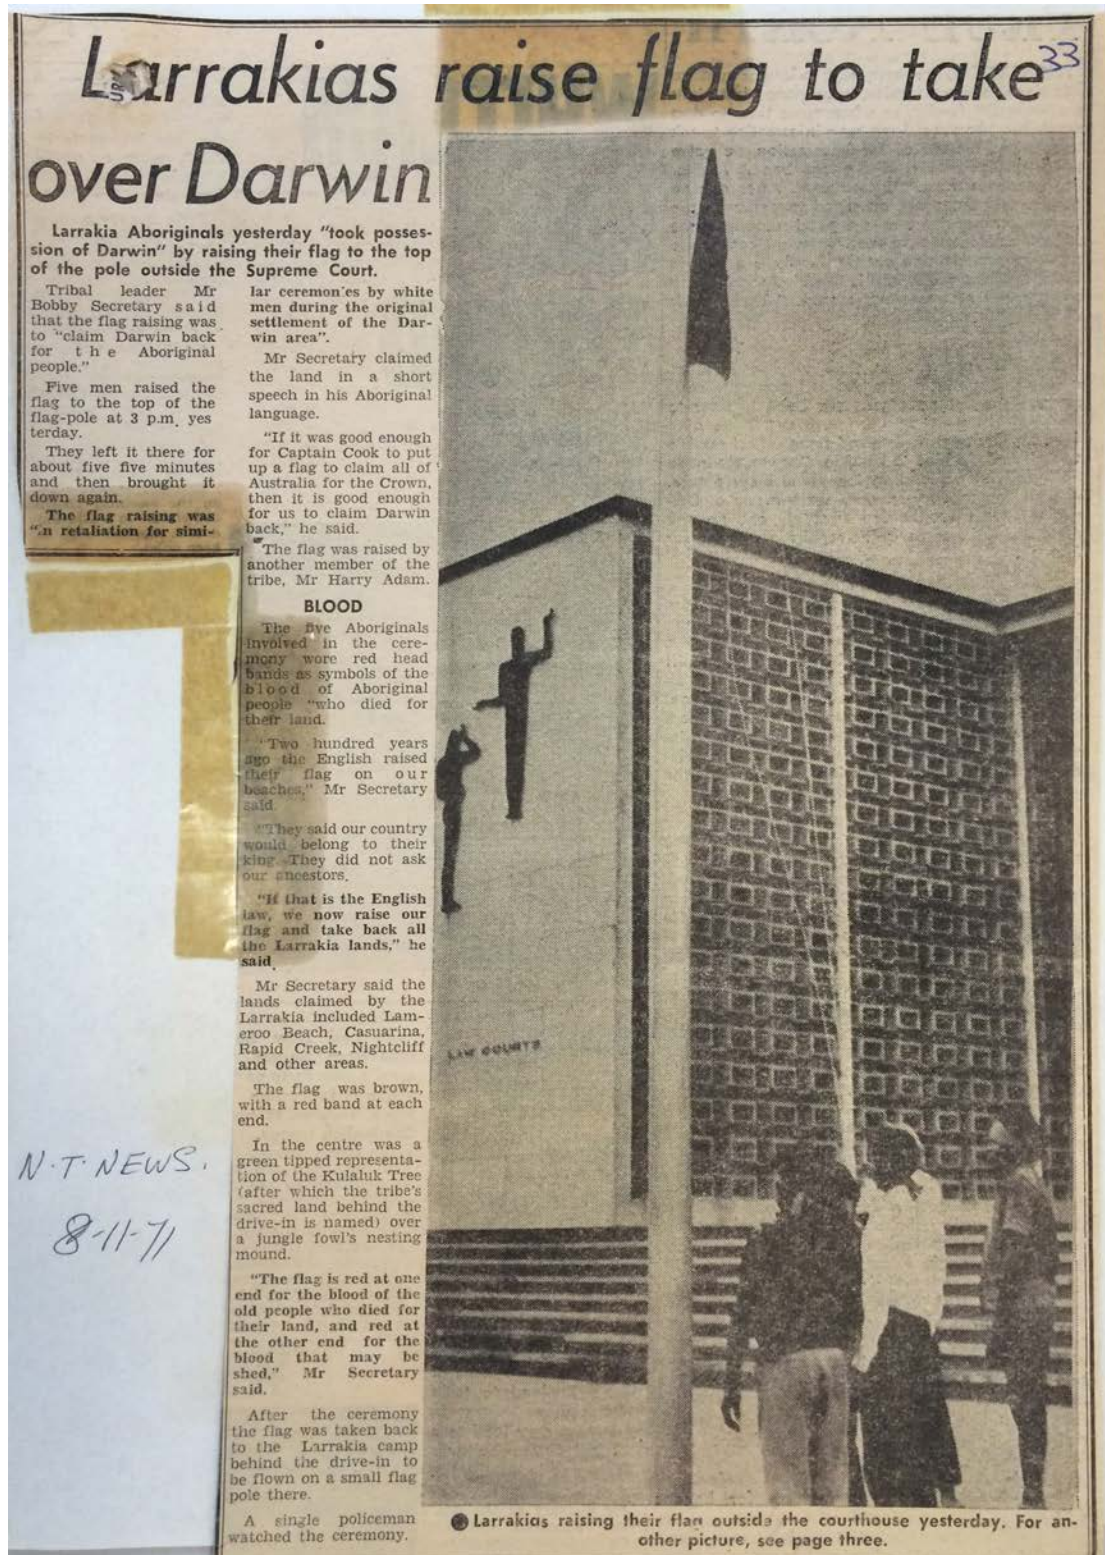 Larrakias raise flag to take
33
over Darwin
Larrakia Aboriginals yesterday "took posses-
sion of Darwin" by raising their flag to the top
of the pole outside the Supreme Court.
Tribal leader Mr
Bobby Secretary said
that the flag raising was
to "claim Darwin back
for the Aboriginal
people."
Five men raised the
flag to the top of the
flag-pole at 3 p.m. yes
terday.
They left it there for
about five five minutes
and then brought it
down again.
The flag raising was
"in retaliation for simi-
lar ceremonies by white
men during the original
settlement of the Dar-
win area".
Mr Secretary claimed
the land in a short
speech in his Aboriginal
language.
"If it was good enough
for Captain Cook to put
up a flag to claim all of
Australia for the Crown,
then it is good enough
for us to claim Darwin
back," he said.
The flag was raised by
another member of the
tribe, Mr Harry Adam.
BLOOD
The five Aboriginals
involved in the cere-
mony wore red head
bands as symbols of the
blood of Aboriginal
people "who died for
their land.
"Two hundred years
ago the English raised
their flag on our
beaches," Mr Secretary
said.
"They said our country
would belong to their
king. They did not ask
our ancestors.
"If that is the English
law, we now raise our
flag and take back all
the Larrakia lands," he
said.
Mr Secretary said the
lands claimed by the
Larrakia included Lam-
eroo Beach, Casuarina,
Rapid Creek, Nightcliff
and other areas.
The flag was brown,
with a red band at each
end.
In the centre was a
green tipped representa-
tion of the Kulaluk Tree
(after which the tribe's
sacred land behind the
drive-in is named) over
a jungle fowl's nesting
mound.
"The flag is red at one
end for the blood of the
old people who died for
their land, and red at
the other end for the
blood that may be
shed," Mr Secretary
said.
After the ceremony
the flag was taken back
to the Larrakia camp
behind the drive-in to
be flown on a small flag
pole there.
A single policeman
watched the ceremony.
LAW COURTS
Larrakias raising their flag outside the courthouse yesterday. For an-
other picture, see page three.
N.T. NEWS.
8-11-71